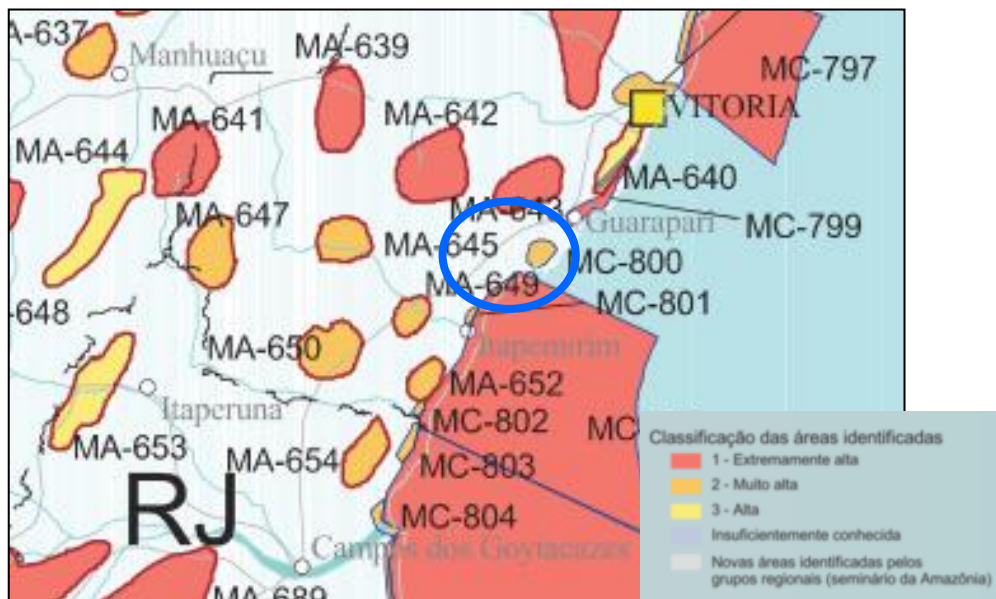 A-637
Manhuaçu
MA-639
MC-797
MA-641
MA-642
VITORIA
MA-644
MA-640
MA-647
MA-643
Guarapari
MC-799
MA-645
MC-800
MA-649
MC-801
-648
MA-650
Itapemirim
MA-652
Itaperuna
MC-802
MC
MA-653
MA-654
MC-803
RJ
MC-804
Campos dos Goytacazes
MA-689
Classificação das áreas identificadas
1 - Extremamente alta
2 - Muito alta
3 - Alta
Insuficientemente conhecida
Novas áreas identificadas pelos
grupos regionais (seminário da Amazônia)